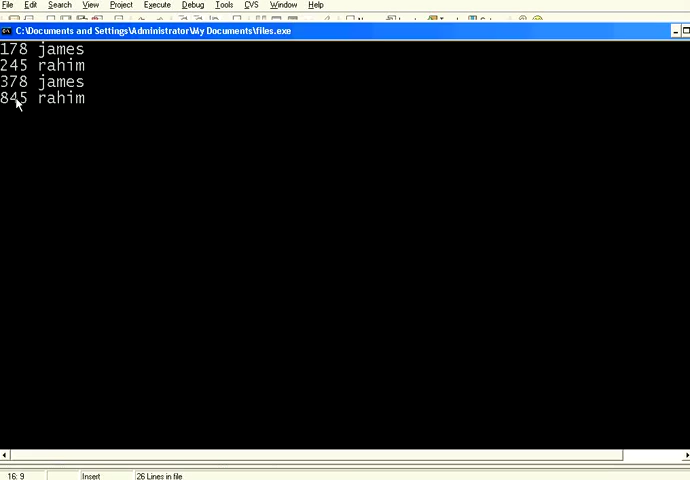 File Edit Search View Project Execute Debug Tools CVS Window Help
C:\Documents and Settings\Administrator\My Documents\files.exe
178 james
245 rahim
378 james
845 rahim
16: 9 Insert 26 Lines in file